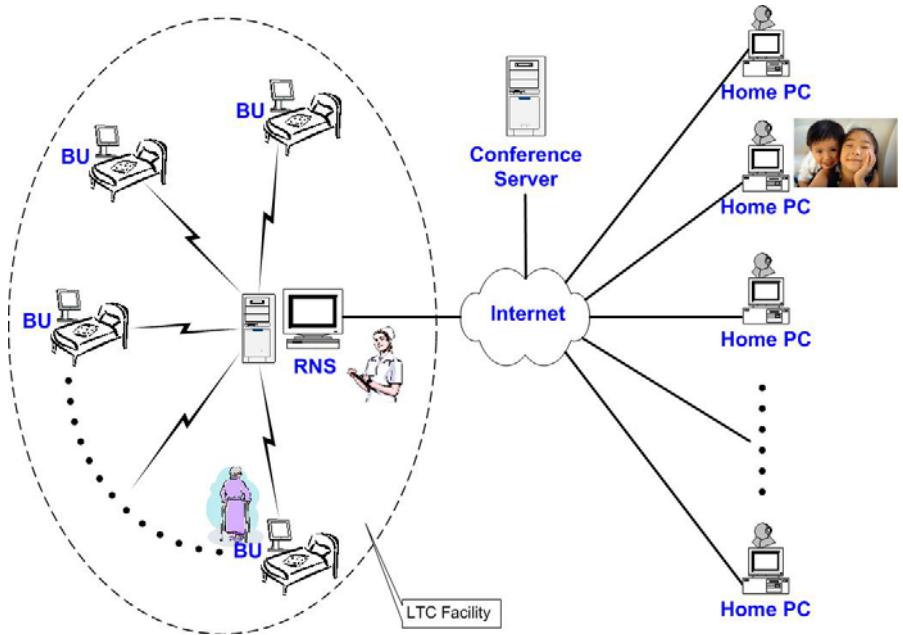 BU
BU
BU
BU
RNS
LTC Facility
Conference
Server
Internet
Home PC
Home PC
Home PC
Home PC